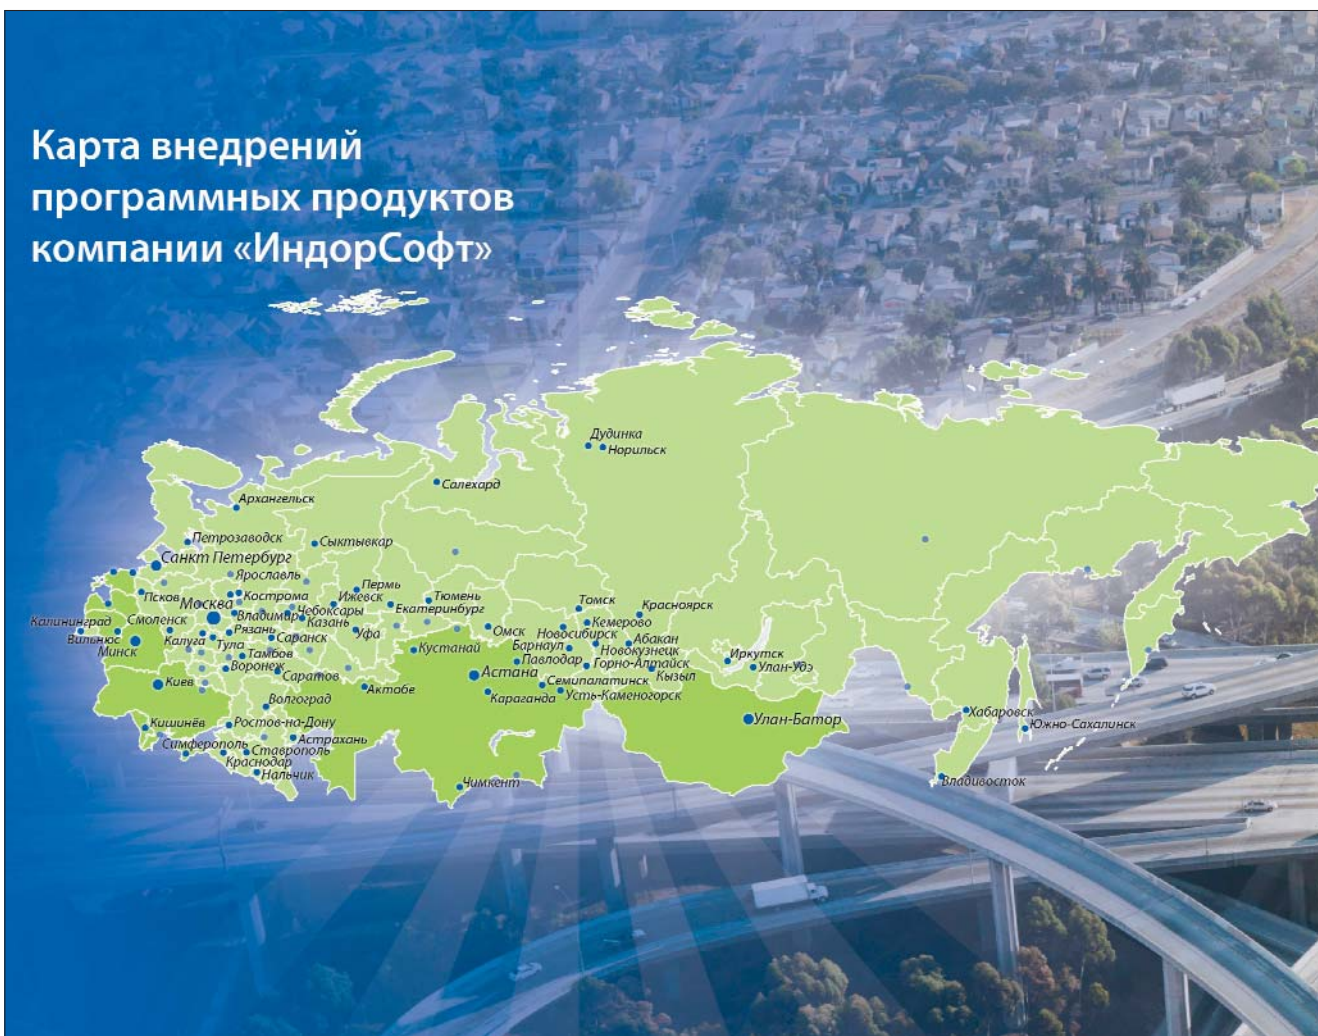 Карта внедрений
программных продуктов
компании «ИндорСофт»
Дудинка
Норильск
Салехард
Архангельск
Петрозаводск
Сыктывкар
Санкт Петербург
Ярославль
Пермь
Псков
Москва
Кострома
Ижевск
Тюмень
Екатеринбург
Томск
Красноярск
Калининград
Смоленск
Владимир
Чебоксары
Казань
Кемерово
Вильнюс
Калуга
Рязань
Саранск
Уфа
Омск
Новосибирск
Абакан
Минск
Тула
Тамбов
Кустанай
Барнаул
Новокузнецк
Иркутск
Воронеж
Саратов
Астана
Павлодар
Горно-Алтайск
Улан-Удэ
Киев
Актобе
Семипалатинск
Кызыл
Волгоград
Караганда
Усть-Каменогорск
Кишинёв
Ростов-на-Дону
Улан-Батор
Хабаровск
Южно-Сахалинск
Симферополь
Астрахань
Ставрополь
Краснодар
Нальчик
Чимкент
Владивосток